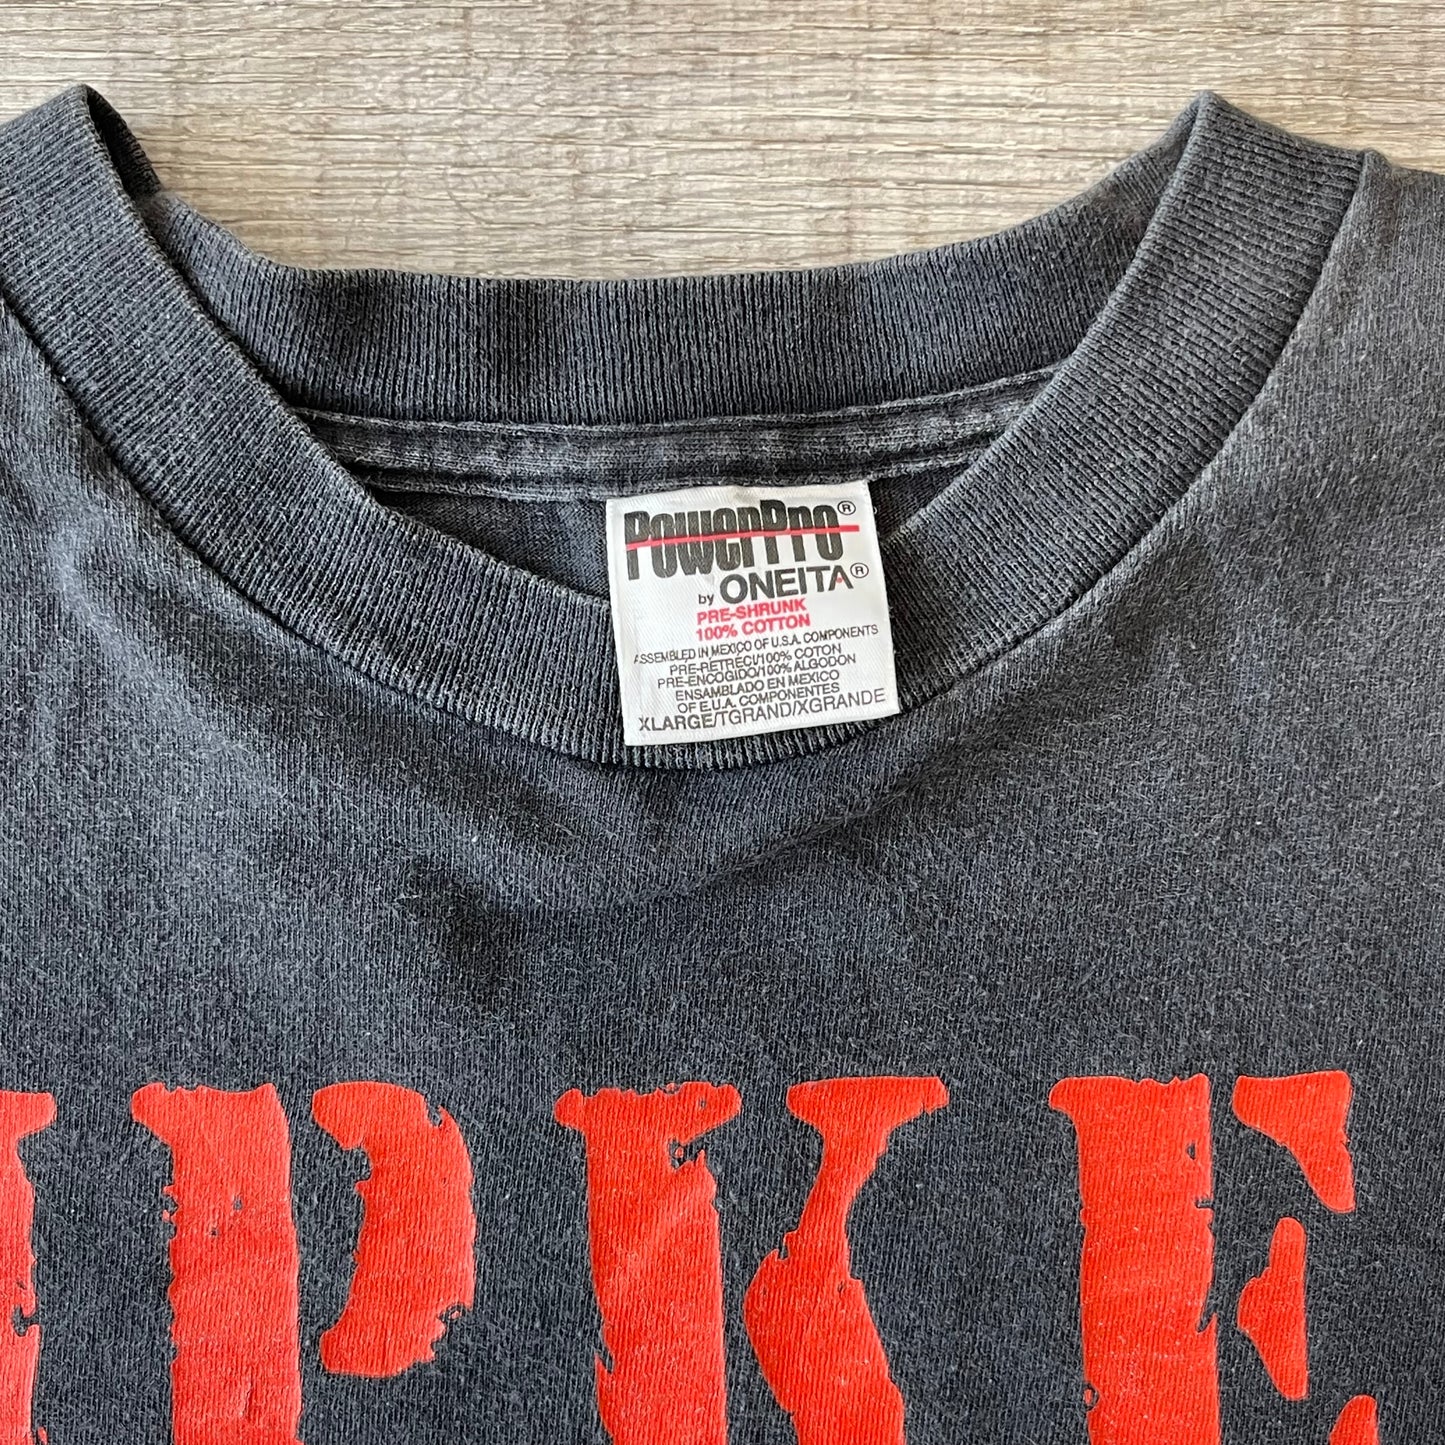 PowerPro®
by ONEITA®
PRE-SHRUNK
100% COTTON
ASSEMBLED IN MEXICO OF U.S.A. COMPONENTS
PRE-RETRECI/100% COTON
PRE-ENCOGIDO/100% ALGODON
ENSAMBLADO EN MEXICO
OF E.U.A. COMPONENTES
XLARGE/TGRAND/XGRANDE
PKE